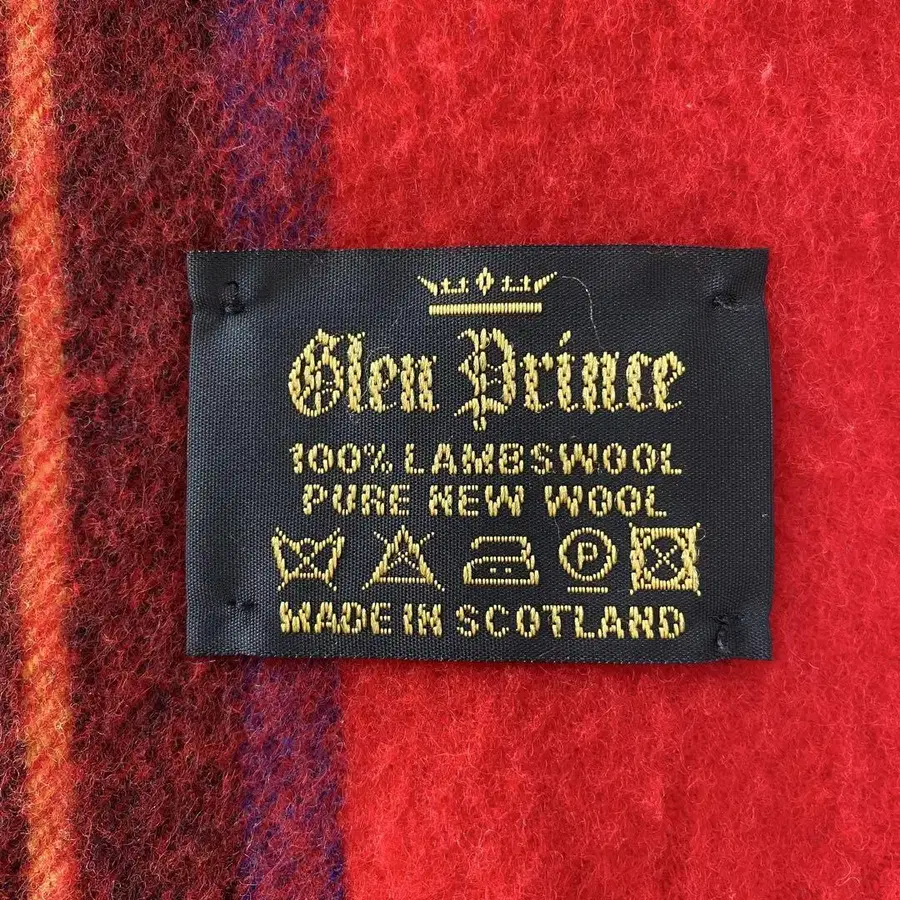 Glen Prince
100% LAMBSWOOL
PURE NEW WOOL
P
MADE IN SCOTLAND